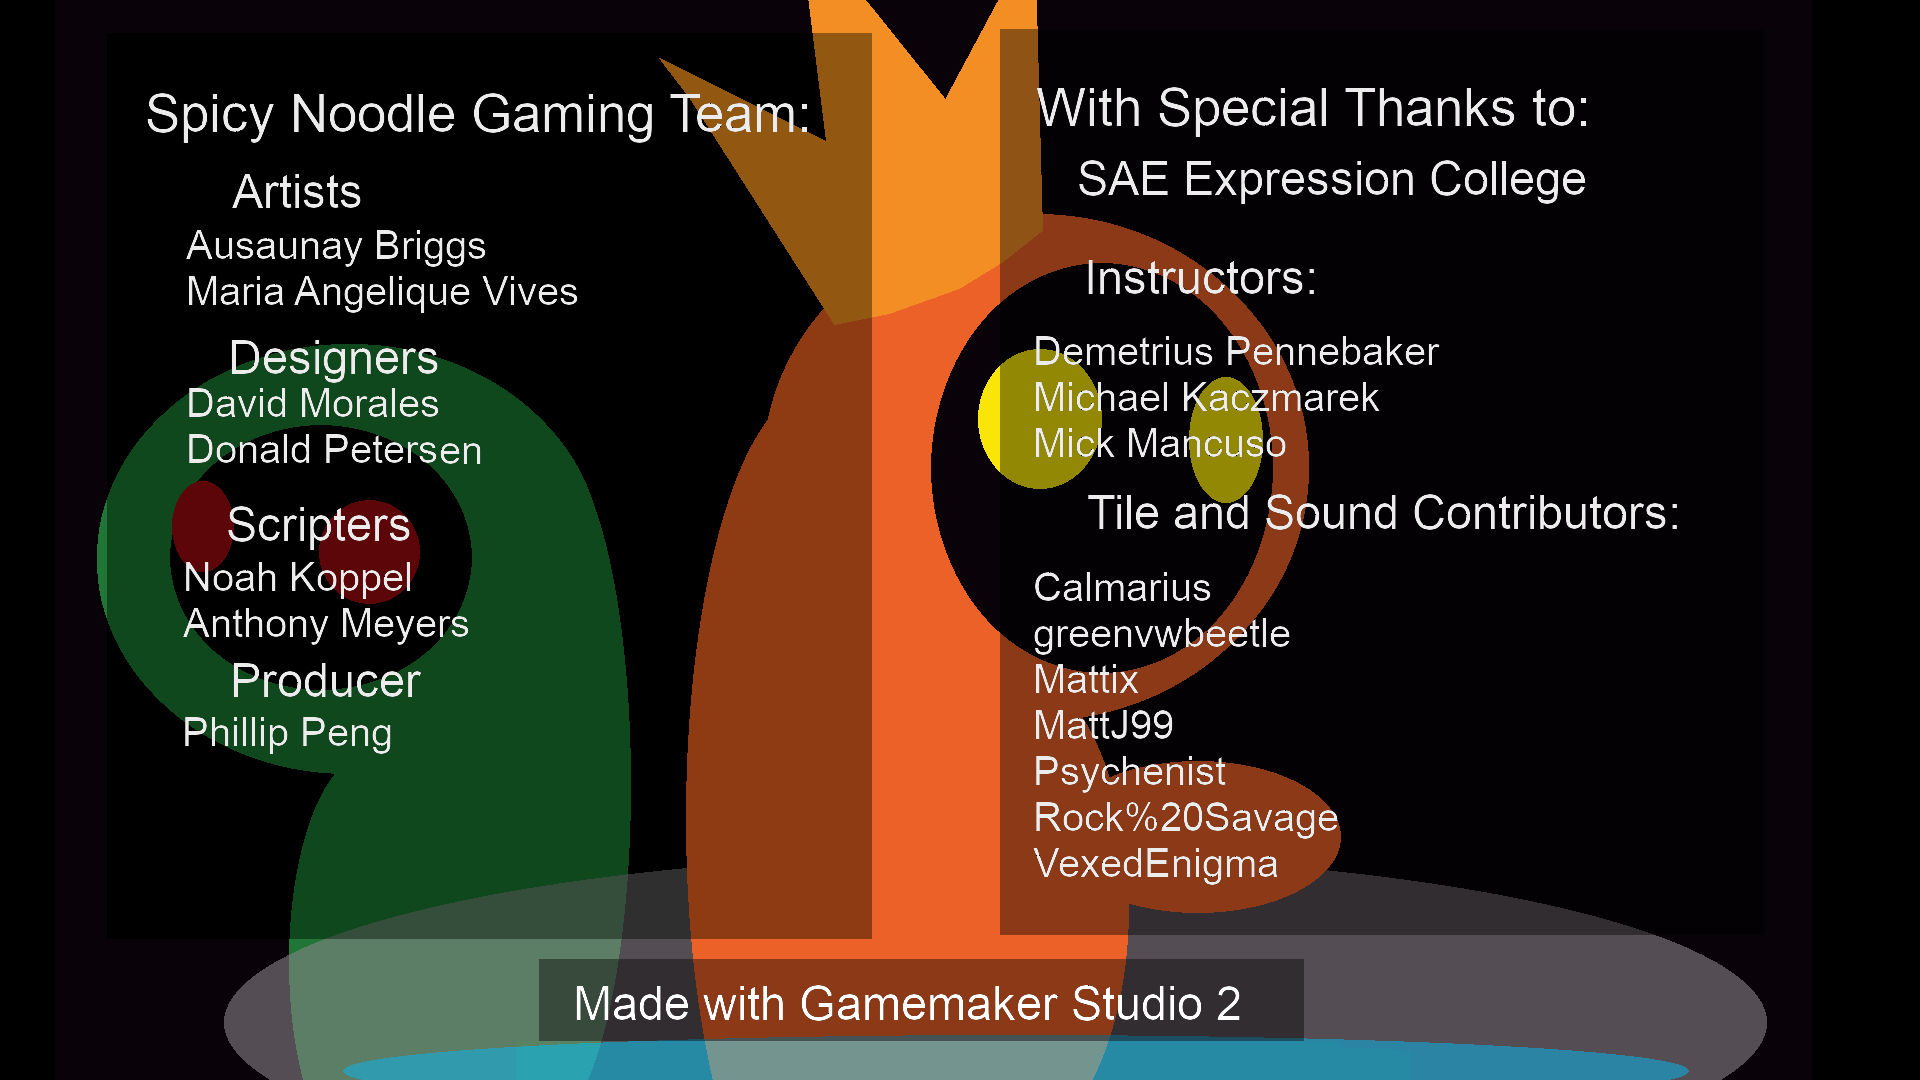 Spicy Noodle Gaming Team:
Artists
Ausaunay Briggs
Maria Angelique Vives
Designers
David Morales
Donald Petersen
Scripters
Noah Koppel
Anthony Meyers
Producer
Phillip Peng
With Special Thanks to:
SAE Expression College
Instructors:
Demetrius Pennebaker
Michael Kaczmarek
Mick Mancuso
Tile and Sound Contributors:
Calmarius
greenvwbeetle
Mattix
MattJ99
Psychenist
Rock%20Savage
VexedEnigma
Made with Gamemaker Studio 2